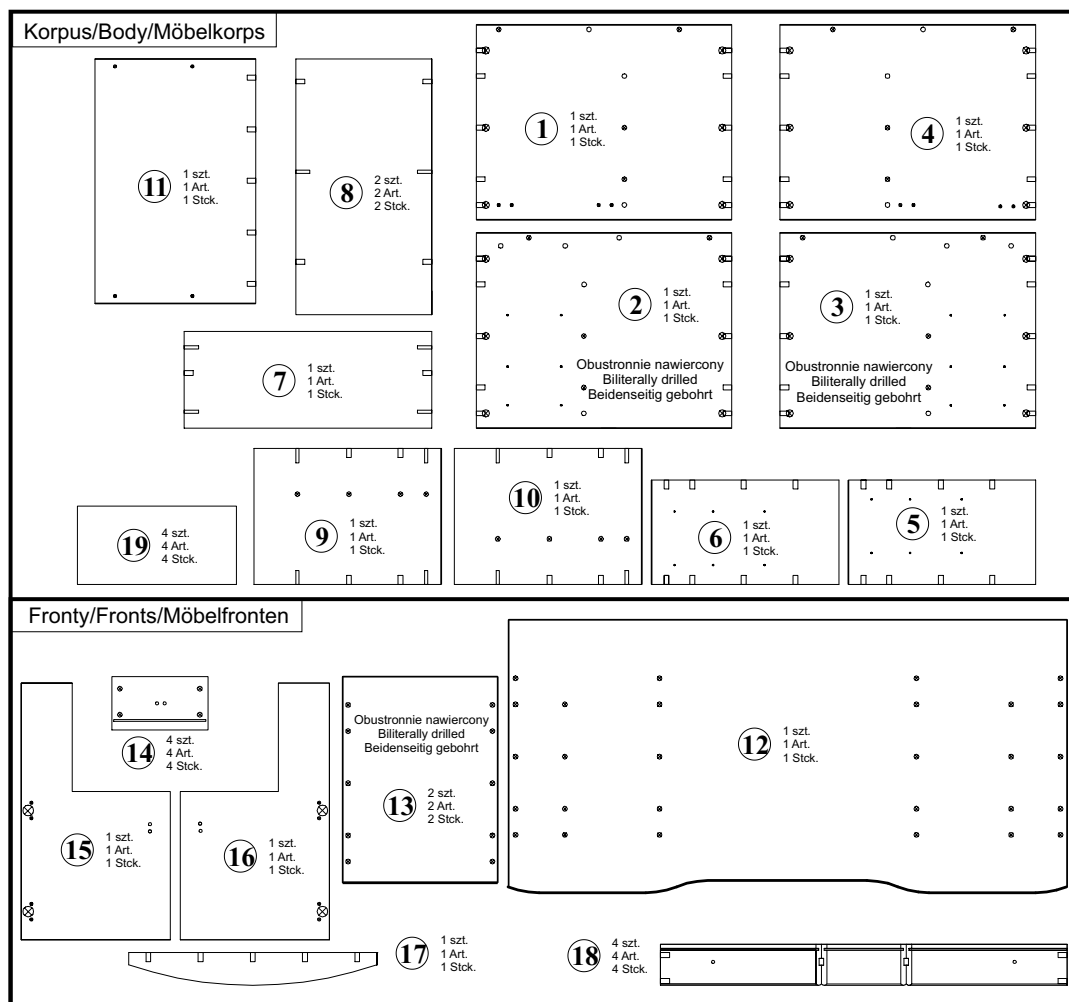 Korpus/Body/Möbelkorps
11
1 szt.
1 Art.
1 Stck.
8
2 szt.
2 Art.
2 Stck.
1
1 szt.
1 Art.
1 Stck.
4
1 szt.
1 Art.
1 Stck.
2
1 szt.
1 Art.
1 Stck.
Obustronnie nawiercony
Biliterally drilled
Beidenseitig gebohrt
3
1 szt.
1 Art.
1 Stck.
Obustronnie nawiercony
Biliterally drilled
Beidenseitig gebohrt
7
1 szt.
1 Art.
1 Stck.
19
4 szt.
4 Art.
4 Stck.
9
1 szt.
1 Art.
1 Stck.
10
1 szt.
1 Art.
1 Stck.
6
1 szt.
1 Art.
1 Stck.
5
1 szt.
1 Art.
1 Stck.
Fronty/Fronts/Möbelfronten
14
4 szt.
4 Art.
4 Stck.
Obustronnie nawiercony
Biliterally drilled
Beidenseitig gebohrt
13
2 szt.
2 Art.
2 Stck.
12
1 szt.
1 Art.
1 Stck.
15
1 szt.
1 Art.
1 Stck.
16
1 szt.
1 Art.
1 Stck.
17
1 szt.
1 Art.
1 Stck.
18
4 szt.
4 Art.
4 Stck.